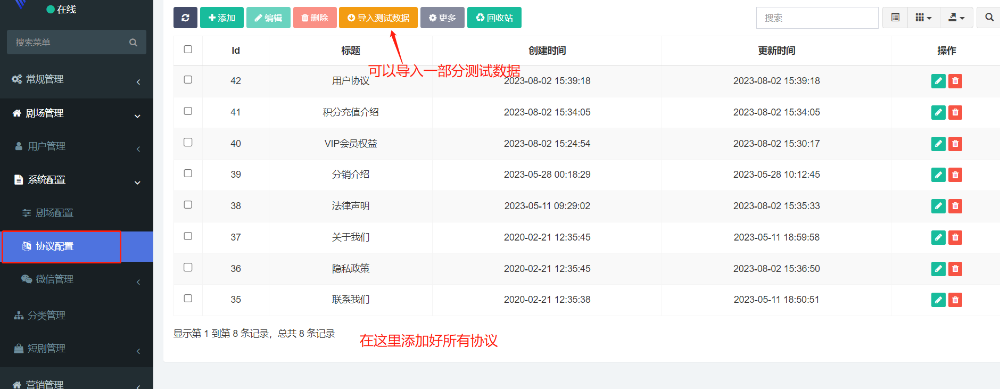 在线
搜索菜单
常规管理
剧场管理
用户管理
系统配置
剧场配置
协议配置
微信管理
分类管理
短剧管理
营销管理
添加 编辑 删除 导入测试数据 更多 回收站 搜索
Id 标题 创建时间 更新时间 操作
可以导入一部分测试数据
42 用户协议 2023-08-02 15:39:18 2023-08-02 15:39:18
41 积分充值介绍 2023-08-02 15:34:05 2023-08-02 15:34:05
40 VIP会员权益 2023-08-02 15:24:54 2023-08-02 15:30:17
39 分销介绍 2023-05-28 00:18:29 2023-05-28 10:12:45
38 法律声明 2023-05-11 09:29:02 2023-08-02 15:35:33
37 关于我们 2020-02-21 12:35:45 2023-05-11 18:59:58
36 隐私政策 2020-02-21 12:35:45 2023-08-02 15:36:50
35 联系我们 2020-02-21 12:35:38 2023-05-11 18:50:51
显示第 1 到第 8 条记录，总共 8 条记录
在这里添加好所有协议